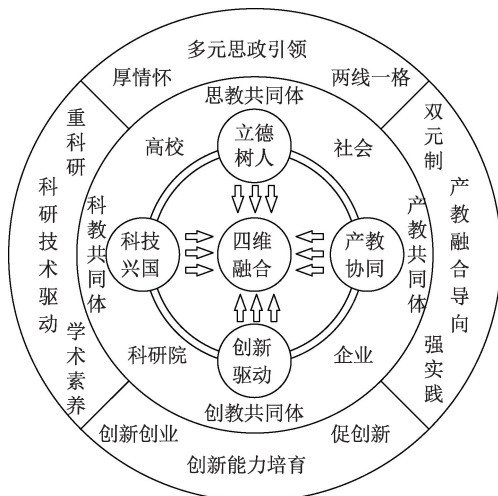 多元思政引领
厚情怀
两线一格
思教共同体
重科研
双元制
高校
立德
树人
社会
科研技术驱动
科教共同体
科技
兴国
四维
融合
产教
协同
产教共同体
产教融合导向
学术素养
强实践
科研院
创新
驱动
企业
创教共同体
创新创业
促创新
创新能力培育